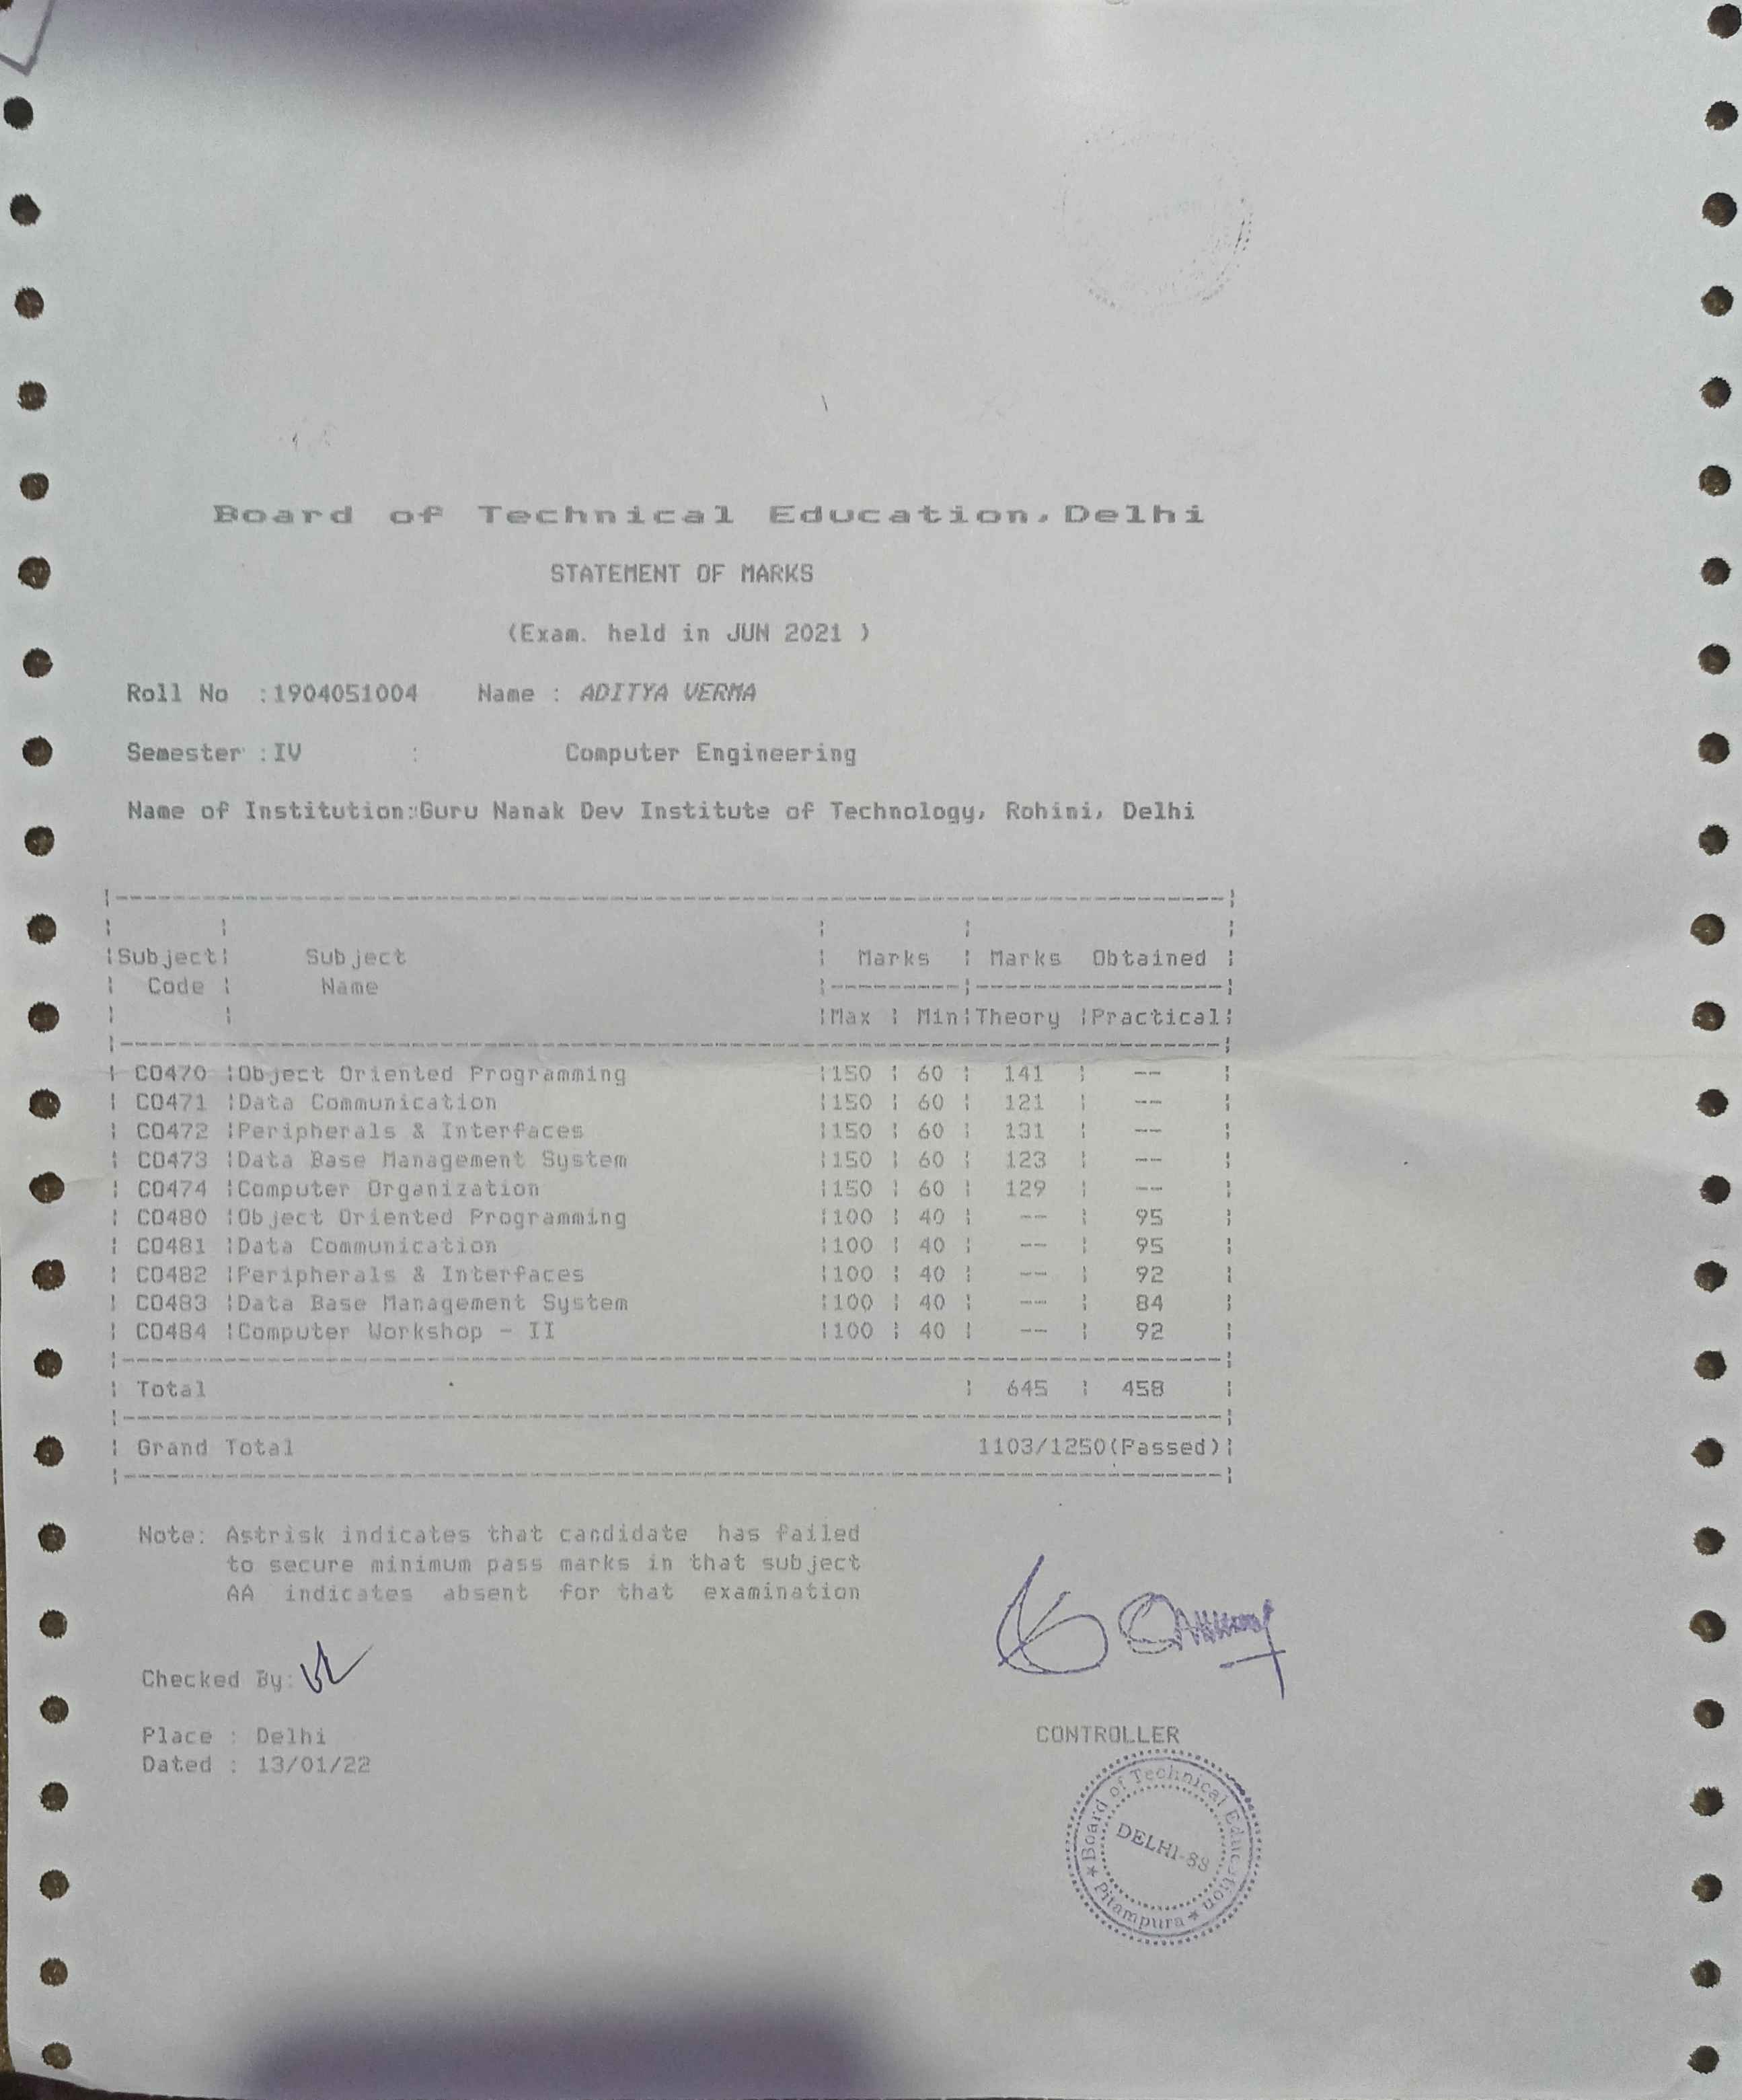 Board of Technical Education, Delhi
STATEMENT OF MARKS
(Exam. held in JUN 2021 )
Roll No :1904051004 Name : ADITYA VERMA
Semester :IV : Computer Engineering
Name of Institution:Guru Nanak Dev Institute of Technology, Rohini, Delhi
Subject Subject Marks Marks Obtained
Code Name
Max Min Theory Practical
CO470 Object Oriented Programming 150 60 141 --
CO471 Data Communication 150 60 121 --
CO472 Peripherals & Interfaces 150 60 131 --
CO473 Data Base Management System 150 60 123 --
CO474 Computer Organization 150 60 129 --
CO480 Object Oriented Programming 100 40 -- 95
CO481 Data Communication 100 40 -- 95
CO482 Peripherals & Interfaces 100 40 -- 92
CO483 Data Base Management System 100 40 -- 84
CO484 Computer Workshop - II 100 40 -- 92
Total 645 458
Grand Total 1103/1250(Passed)
Note: Astrisk indicates that candidate has failed
to secure minimum pass marks in that subject
AA indicates absent for that examination
Checked By:
Place : Delhi
Dated : 13/01/22
CONTROLLER
Board of Technical Education
DELHI-88
★ Pitampura ★